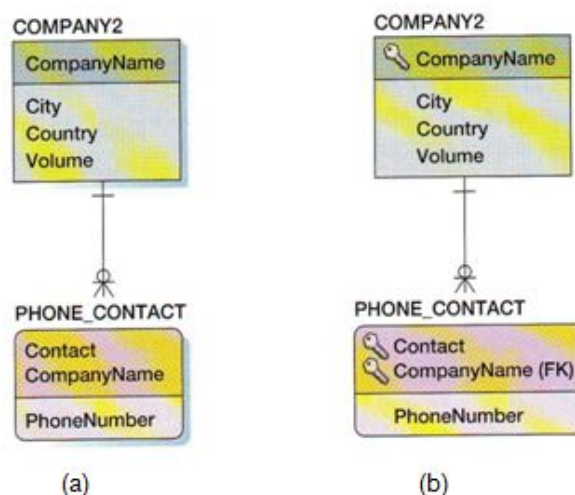 COMPANY2
CompanyName
City
Country
Volume
PHONE_CONTACT
Contact
CompanyName
PhoneNumber
(a)
COMPANY2
CompanyName
City
Country
Volume
PHONE_CONTACT
Contact
CompanyName (FK)
PhoneNumber
(b)